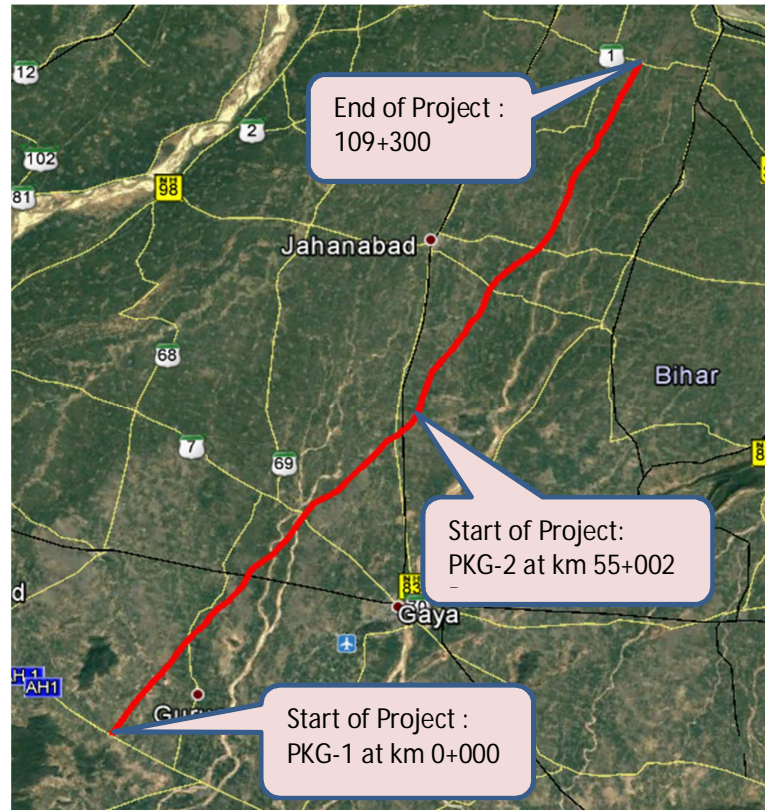 12
1
End of Project :
109+300
2
102
81
98
Jahanabad
68
Bihar
7
69
8
Start of Project:
PKG-2 at km 55+002
d
Gaya
AH1
Start of Project :
PKG-1 at km 0+000